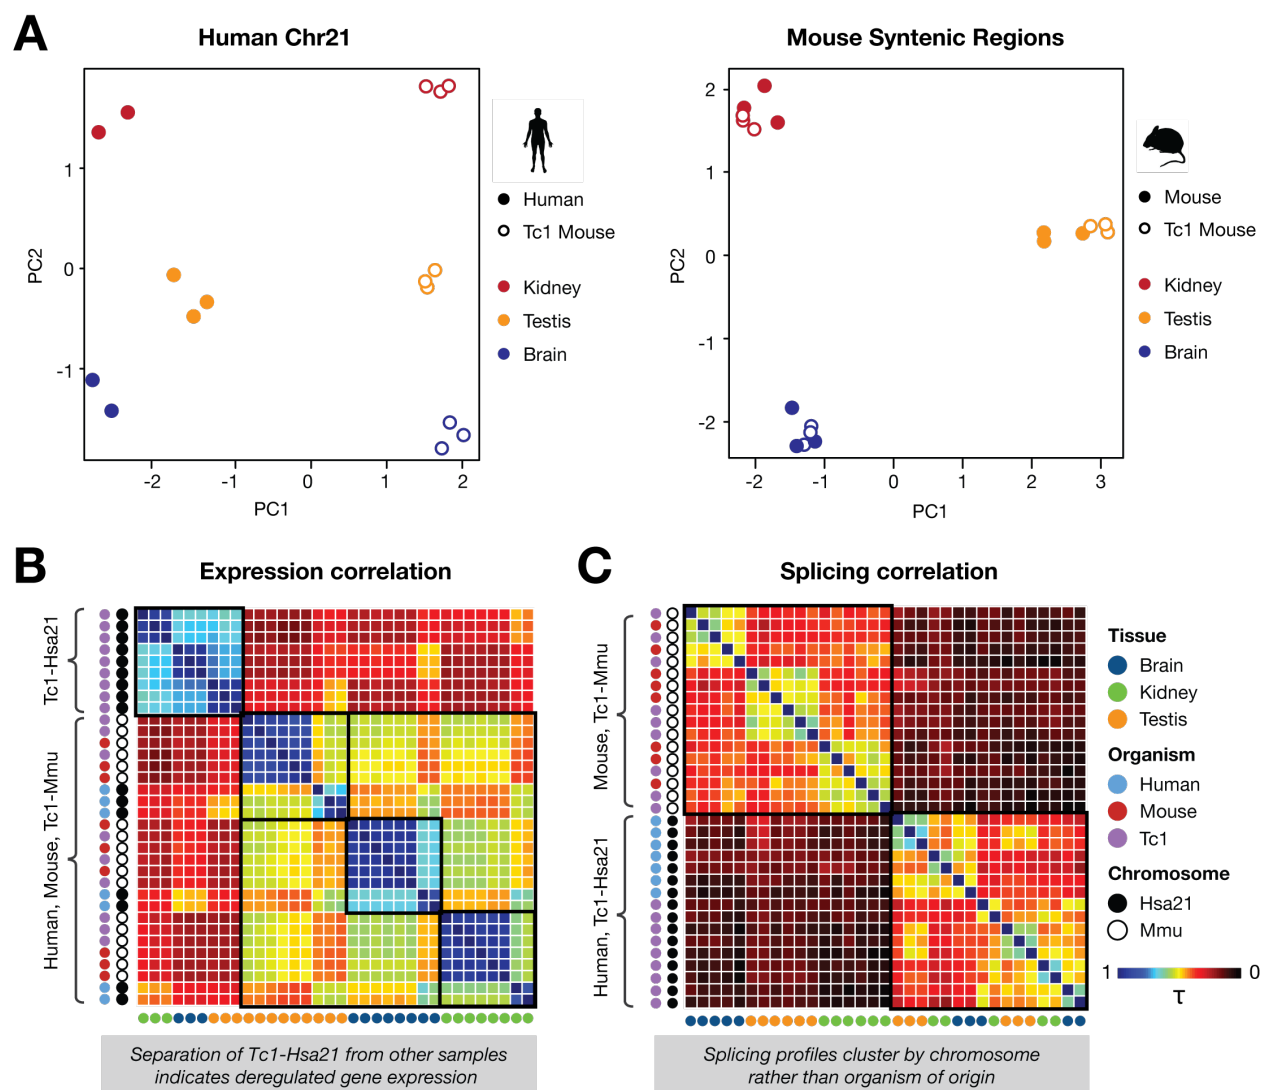 A
Human Chr21
PC2
1
0
-1
-2
-1
0
1
2
PC1
Human
Tc1 Mouse
Kidney
Testis
Brain
Mouse Syntenic Regions
PC2
2
1
0
-1
-2
-2
-1
0
1
2
3
PC1
Mouse
Tc1 Mouse
Kidney
Testis
Brain
B
Expression correlation
Tc1-Hsa21
Human, Mouse, Tc1-Mmu
Separation of Tc1-Hsa21 from other samples
indicates deregulated gene expression
C
Splicing correlation
Mouse, Tc1-Mmu
Human, Tc1-Hsa21
Splicing profiles cluster by chromosome
rather than organism of origin
Tissue
Brain
Kidney
Testis
Organism
Human
Mouse
Tc1
Chromosome
Hsa21
Mmu
1 0
τ